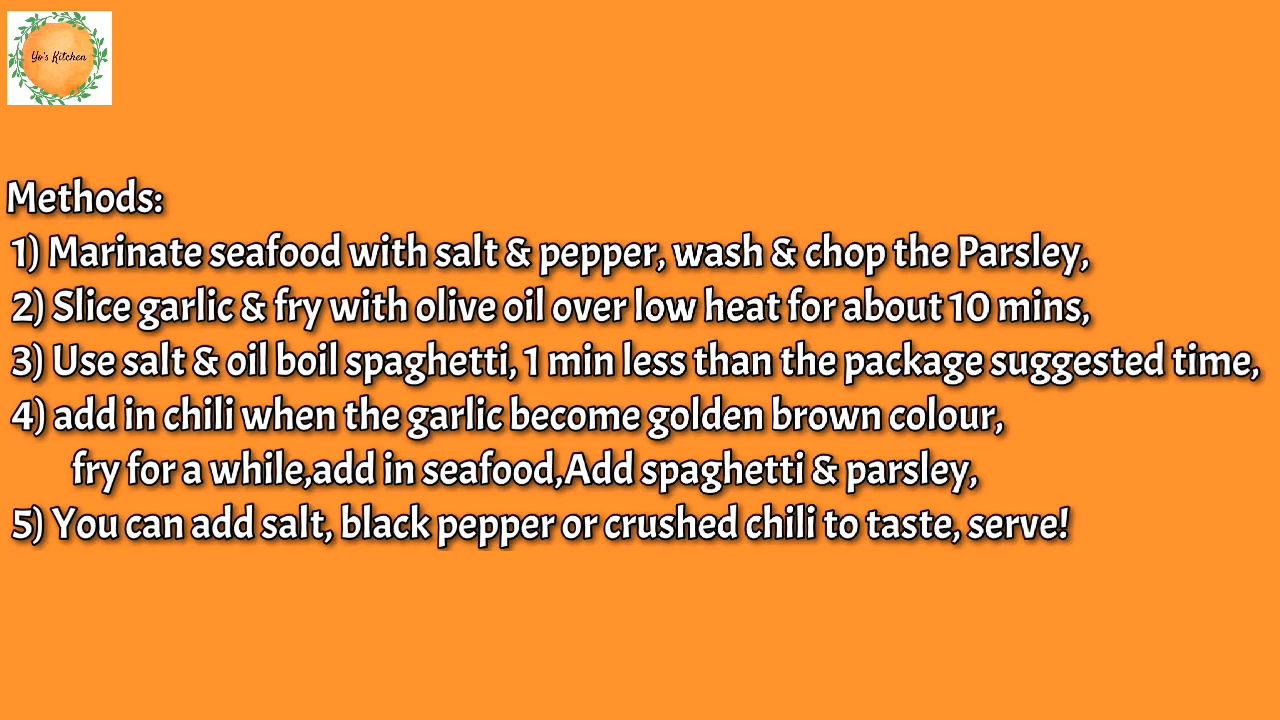 Yo's Kitchen
Methods:
1) Marinate seafood with salt & pepper, wash & chop the Parsley,
2) Slice garlic & fry with olive oil over low heat for about 10 mins,
3) Use salt & oil boil spaghetti, 1 min less than the package suggested time,
4) add in chili when the garlic become golden brown colour,
fry for a while,add in seafood,Add spaghetti & parsley,
5) You can add salt, black pepper or crushed chili to taste, serve!